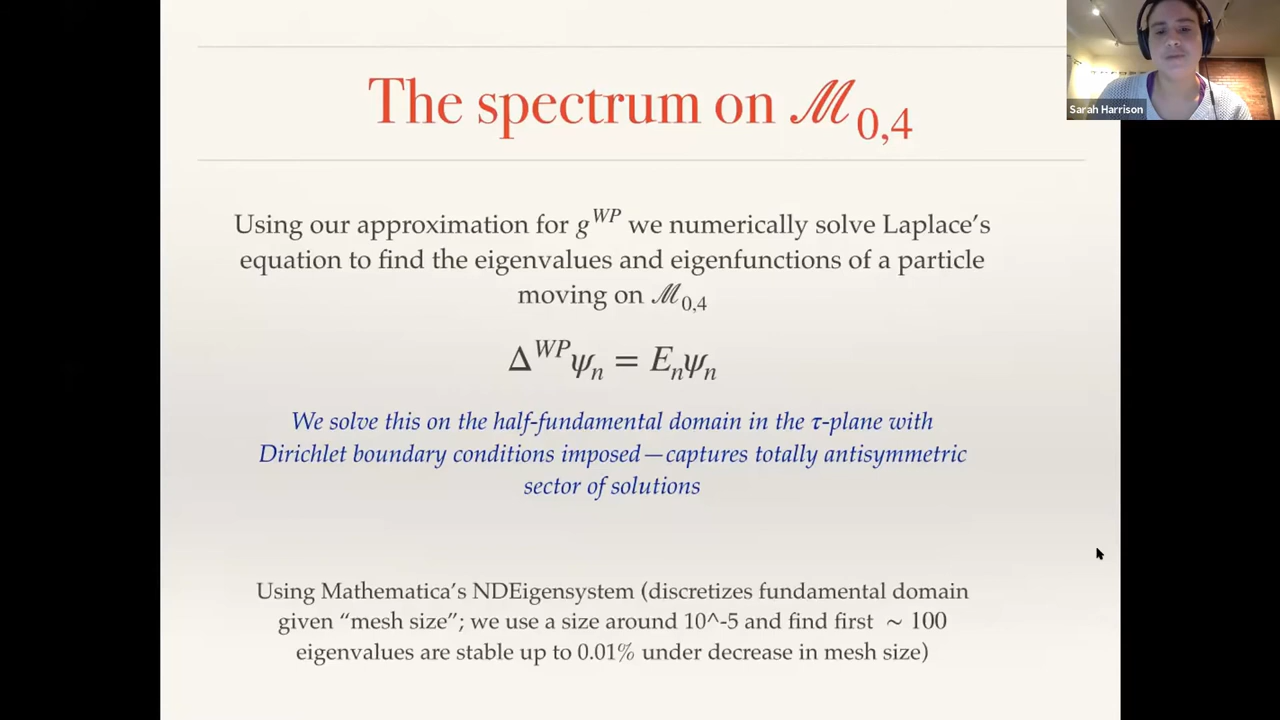 The spectrum on ℳ0,4
Sarah Harrison
Using our approximation for g^WP we numerically solve Laplace's
equation to find the eigenvalues and eigenfunctions of a particle
moving on ℳ0,4
Δ^WP ψn = En ψn
We solve this on the half-fundamental domain in the τ-plane with
Dirichlet boundary conditions imposed—captures totally antisymmetric
sector of solutions
Using Mathematica's NDEigensystem (discretizes fundamental domain
given “mesh size”; we use a size around 10^-5 and find first ∼ 100
eigenvalues are stable up to 0.01% under decrease in mesh size)